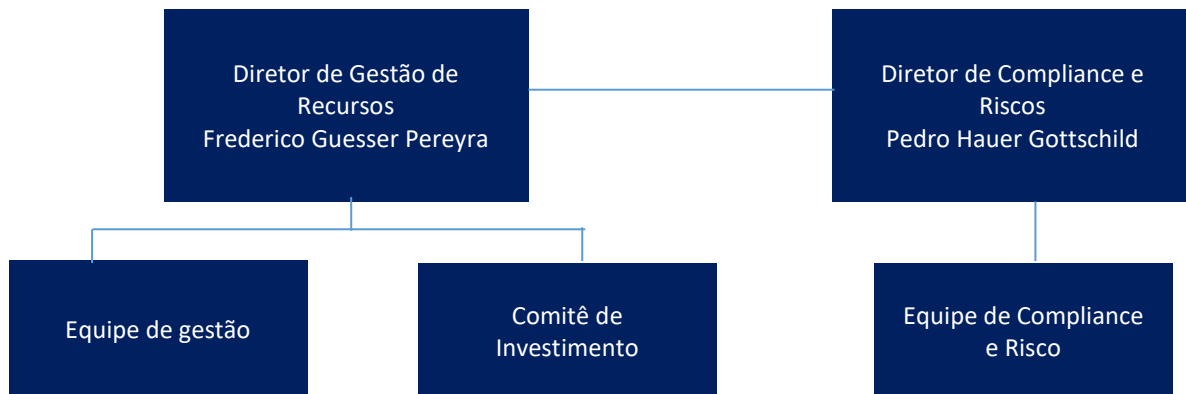 Diretor de Gestão de
Recursos
Frederico Guesser Pereyra
Diretor de Compliance e
Riscos
Pedro Hauer Gottschild
Equipe de gestão
Comitê de
Investimento
Equipe de Compliance
e Risco